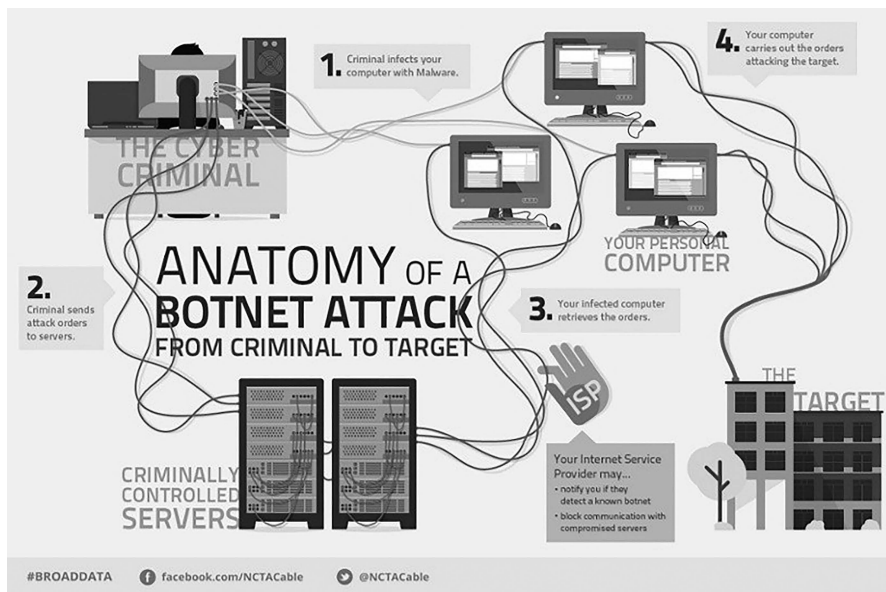 1. Criminal infects your
computer with Malware.
4. Your computer
carries out the orders
attacking the target.
THE CYBER
CRIMINAL
YOUR PERSONAL
COMPUTER
ANATOMY OF A
BOTNET ATTACK
FROM CRIMINAL TO TARGET
2.
Criminal sends
attack orders
to servers.
3. Your infected computer
retrieves the orders.
ISP
THE
TARGET
Your Internet Service
Provider may...
• notify you if they
detect a known botnet
• block communication with
compromised servers
CRIMINALLY
CONTROLLED
SERVERS
#BROADDATA facebook.com/NCTACable @NCTACable